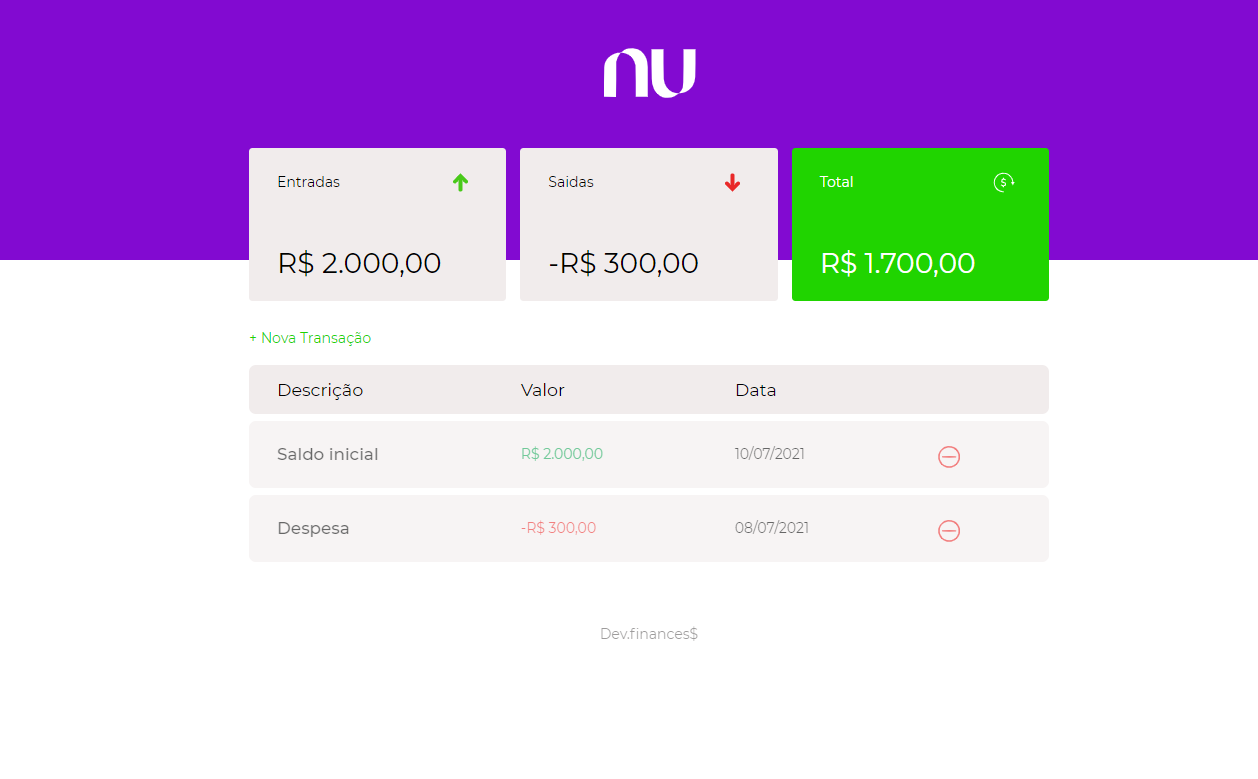 nu
Entradas
R$ 2.000,00
Saidas
-R$ 300,00
Total
$
R$ 1.700,00
+ Nova Transação
Descrição Valor Data
Saldo inicial R$ 2.000,00 10/07/2021
Despesa -R$ 300,00 08/07/2021
Dev.finances$